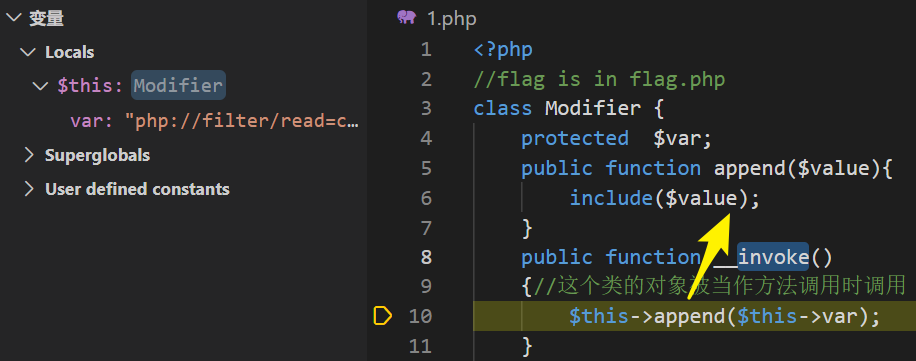 变量
Locals
$this: Modifier
var: "php://filter/read=c…
Superglobals
User defined constants
1.php
1 <?php
2 //flag is in flag.php
3 class Modifier {
4 protected $var;
5 public function append($value){
6 include($value);
7 }
8 public function __invoke()
9 {//这个类的对象被当作方法调用时调用
10 $this->append($this->var);
11 }